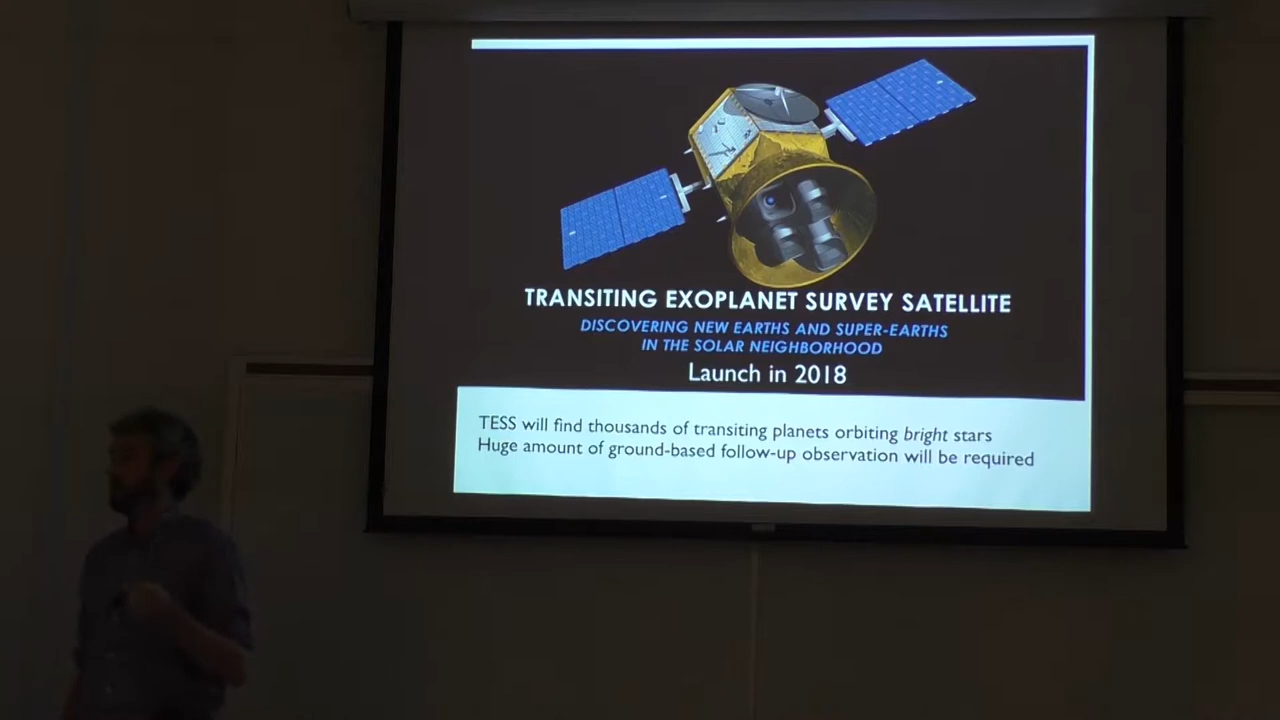 TRANSITING EXOPLANET SURVEY SATELLITE
DISCOVERING NEW EARTHS AND SUPER-EARTHS
IN THE SOLAR NEIGHBORHOOD
Launch in 2018
TESS will find thousands of transiting planets orbiting bright stars
Huge amount of ground-based follow-up observation will be required